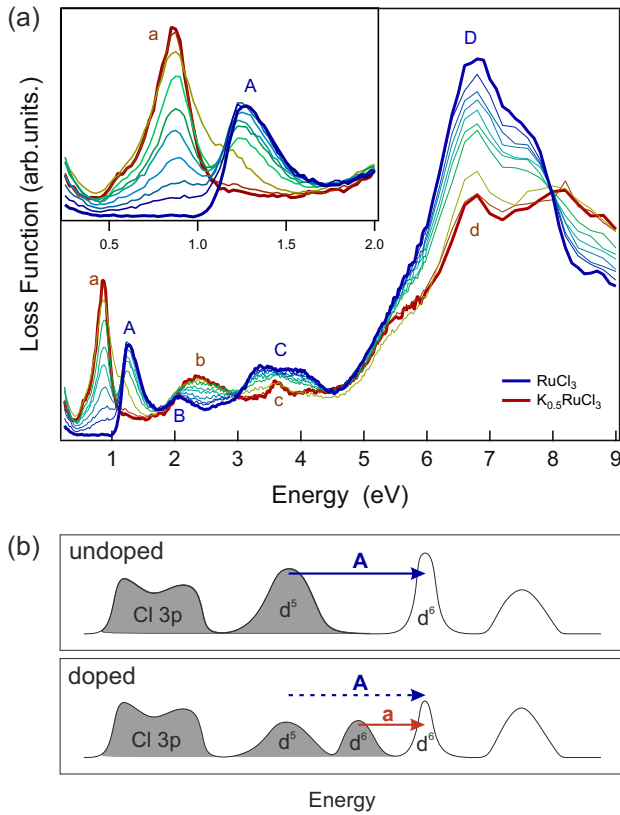 (a)
Loss Function (arb.units.)
a
A
0.5 1.0 1.5 2.0
D
a
A
b
B
C
c
d
RuCl₃
K₀.₅RuCl₃
1 2 3 4 5 6 7 8 9
Energy (eV)
(b)
undoped
A
Cl 3p d⁵ d⁶
doped
A
a
Cl 3p d⁵ d⁶ d⁶
Energy